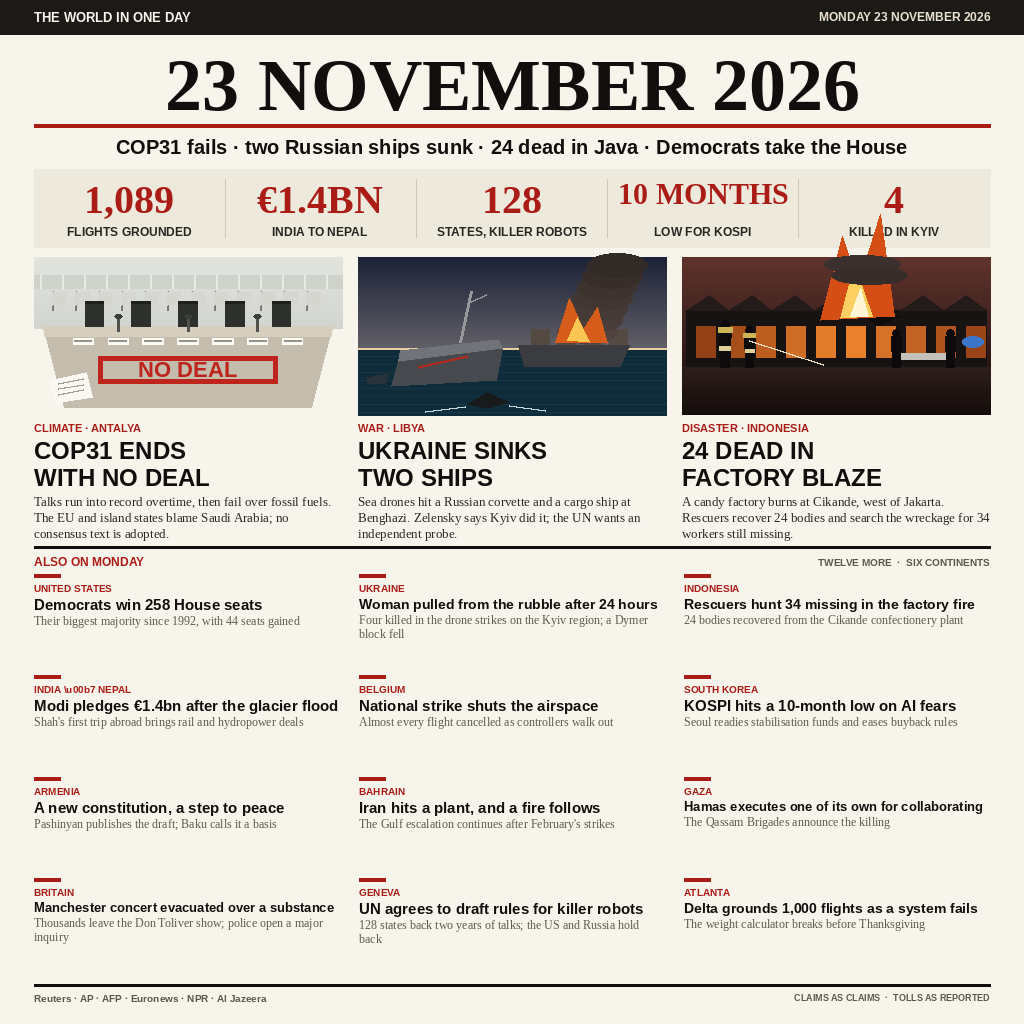 THE WORLD IN ONE DAY
MONDAY 23 NOVEMBER 2026
23 NOVEMBER 2026
COP31 fails · two Russian ships sunk · 24 dead in Java · Democrats take the House
1,089
FLIGHTS GROUNDED
€1.4BN
INDIA TO NEPAL
128
STATES, KILLER ROBOTS
10 MONTHS
LOW FOR KOSPI
4
KILLED IN KYIV
NO DEAL
CLIMATE · ANTALYA
COP31 ENDS
WITH NO DEAL
Talks run into record overtime, then fail over fossil fuels.
The EU and island states blame Saudi Arabia; no
consensus text is adopted.
WAR · LIBYA
UKRAINE SINKS
TWO SHIPS
Sea drones hit a Russian corvette and a cargo ship at
Benghazi. Zelensky says Kyiv did it; the UN wants an
independent probe.
DISASTER · INDONESIA
24 DEAD IN
FACTORY BLAZE
A candy factory burns at Cikande, west of Jakarta.
Rescuers recover 24 bodies and search the wreckage for 34
workers still missing.
ALSO ON MONDAY
TWELVE MORE · SIX CONTINENTS
UNITED STATES
Democrats win 258 House seats
Their biggest majority since 1992, with 44 seats gained
UKRAINE
Woman pulled from the rubble after 24 hours
Four killed in the drone strikes on the Kyiv region; a Dymer
block fell
INDONESIA
Rescuers hunt 34 missing in the factory fire
24 bodies recovered from the Cikande confectionery plant
INDIA \u00b7 NEPAL
Modi pledges €1.4bn after the glacier flood
Shah's first trip abroad brings rail and hydropower deals
BELGIUM
National strike shuts the airspace
Almost every flight cancelled as controllers walk out
SOUTH KOREA
KOSPI hits a 10-month low on AI fears
Seoul readies stabilisation funds and eases buyback rules
ARMENIA
A new constitution, a step to peace
Pashinyan publishes the draft; Baku calls it a basis
BAHRAIN
Iran hits a plant, and a fire follows
The Gulf escalation continues after February's strikes
GAZA
Hamas executes one of its own for collaborating
The Qassam Brigades announce the killing
BRITAIN
Manchester concert evacuated over a substance
Thousands leave the Don Toliver show; police open a major
inquiry
GENEVA
UN agrees to draft rules for killer robots
128 states back two years of talks; the US and Russia hold
back
ATLANTA
Delta grounds 1,000 flights as a system fails
The weight calculator breaks before Thanksgiving
Reuters · AP · AFP · Euronews · NPR · Al Jazeera
CLAIMS AS CLAIMS · TOLLS AS REPORTED